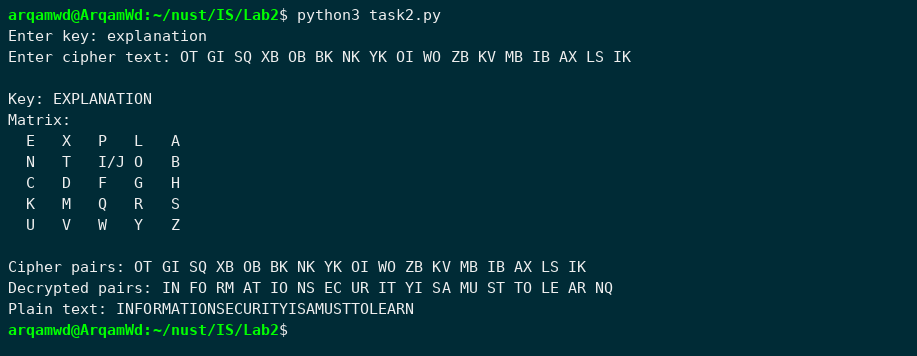 arqamwd@ArqamWd:~/nust/IS/Lab2$ python3 task2.py
Enter key: explanation
Enter cipher text: OT GI SQ XB OB BK NK YK OI WO ZB KV MB IB AX LS IK
Key: EXPLANATION
Matrix:
E X P L A
N T I/J O B
C D F G H
K M Q R S
U V W Y Z
Cipher pairs: OT GI SQ XB OB BK NK YK OI WO ZB KV MB IB AX LS IK
Decrypted pairs: IN FO RM AT IO NS EC UR IT YI SA MU ST TO LE AR NQ
Plain text: INFORMATIONSECURITYISAMUSTTOLEARN
arqamwd@ArqamWd:~/nust/IS/Lab2$